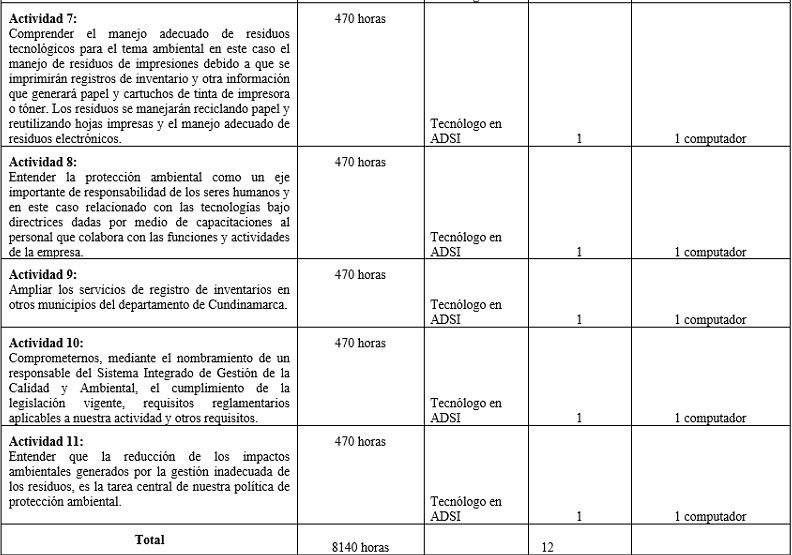 Actividad 7:
470 horas
Comprender el manejo adecuado de residuos
tecnológicos para el tema ambiental en este caso el
manejo de residuos de impresiones debido a que se
imprimirán registros de inventario y otra información
que generará papel y cartuchos de tinta de impresora
o tóner. Los residuos se manejarán reciclando papel y
reutilizando hojas impresas y el manejo adecuado de
residuos electrónicos.
Tecnólogo en
ADSI
1
1 computador
Actividad 8:
470 horas
Entender la protección ambiental como un eje
importante de responsabilidad de los seres humanos y
en este caso relacionado con las tecnologías bajo
directrices dadas por medio de capacitaciones al
personal que colabora con las funciones y actividades
de la empresa.
Tecnólogo en
ADSI
1
1 computador
Actividad 9:
470 horas
Ampliar los servicios de registro de inventarios en
otros municipios del departamento de Cundinamarca.
Tecnólogo en
ADSI
1
1 computador
Actividad 10:
470 horas
Comprometernos, mediante el nombramiento de un
responsable del Sistema Integrado de Gestión de la
Calidad y Ambiental, el cumplimiento de la
legislación vigente, requisitos reglamentarios
aplicables a nuestra actividad y otros requisitos.
Tecnólogo en
ADSI
1
1 computador
Actividad 11:
470 horas
Entender que la reducción de los impactos
ambientales generados por la gestión inadecuada de
los residuos, es la tarea central de nuestra política de
protección ambiental.
Tecnólogo en
ADSI
1
1 computador
Total
8140 horas
12